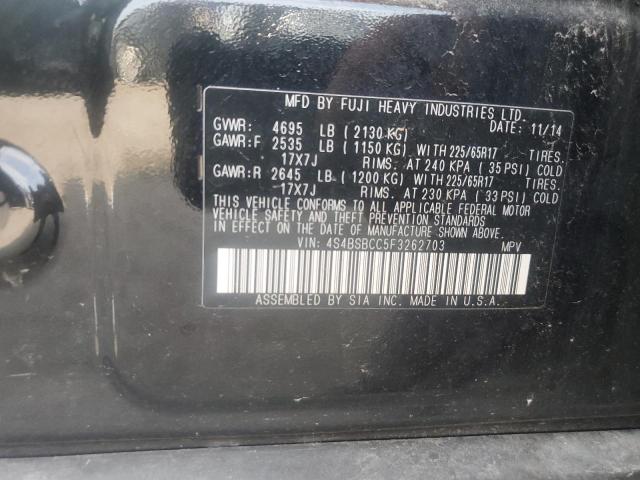 MFD BY FUJI HEAVY INDUSTRIES LTD.
GVWR: 4695 LB (2130 KG) DATE: 11/14
GAWR:F 2535 LB (1150 KG) WITH 225/65R17 TIRES.
17X7J RIMS. AT 240 KPA (35 PSI) COLD
GAWR:R 2645 LB (1200 KG) WITH 225/65R17 TIRES.
17X7J RIMS. AT 230 KPA (33 PSI) COLD
THIS VEHICLE CONFORMS TO ALL APPLICABLE FEDERAL MOTOR
VEHICLE SAFETY AND THEFT PREVENTION STANDARDS
IN EFFECT ON THE DATE OF MANUFACTURE SHOWN ABOVE.
VIN: 4S4BSBCC5F3262703 MPV
ASSEMBLED BY SIA INC. MADE IN U.S.A.